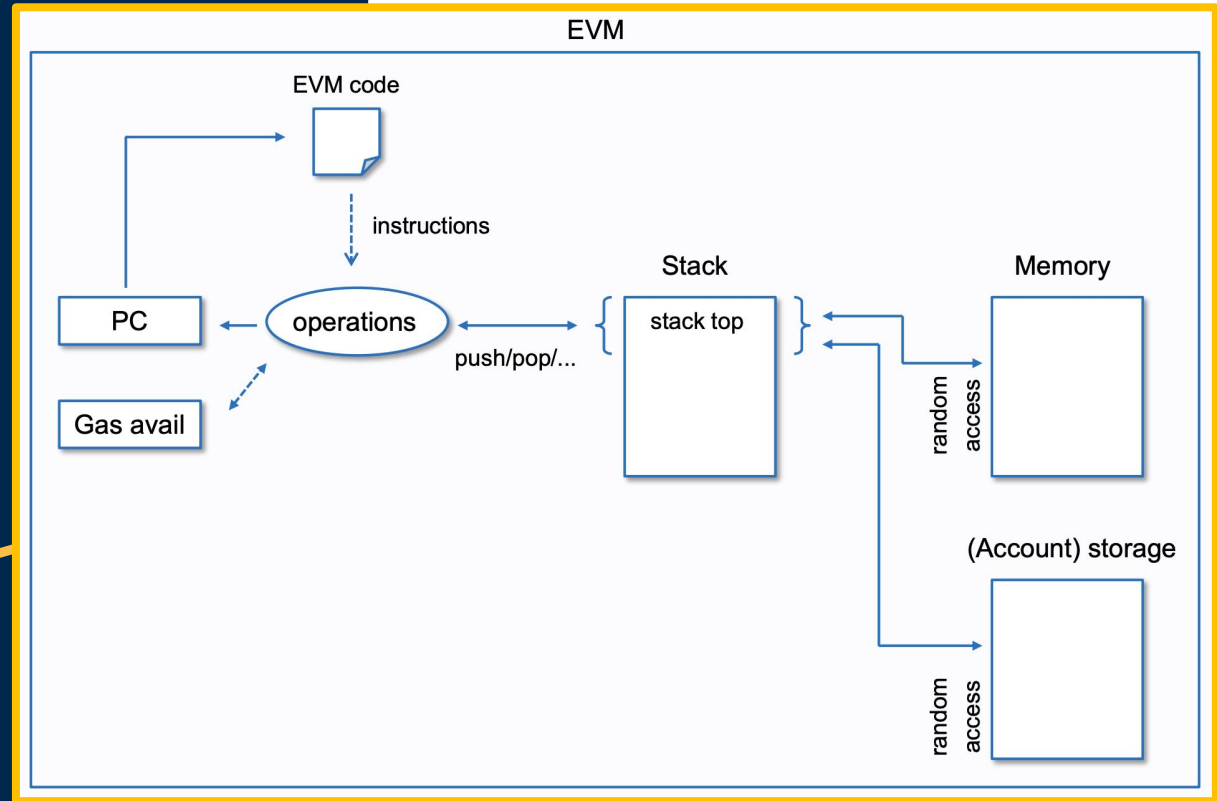 EVM
EVM code
instructions
Stack
Memory
PC
operations
stack top
push/pop/...
Gas avail
random
access
(Account) storage
random
access